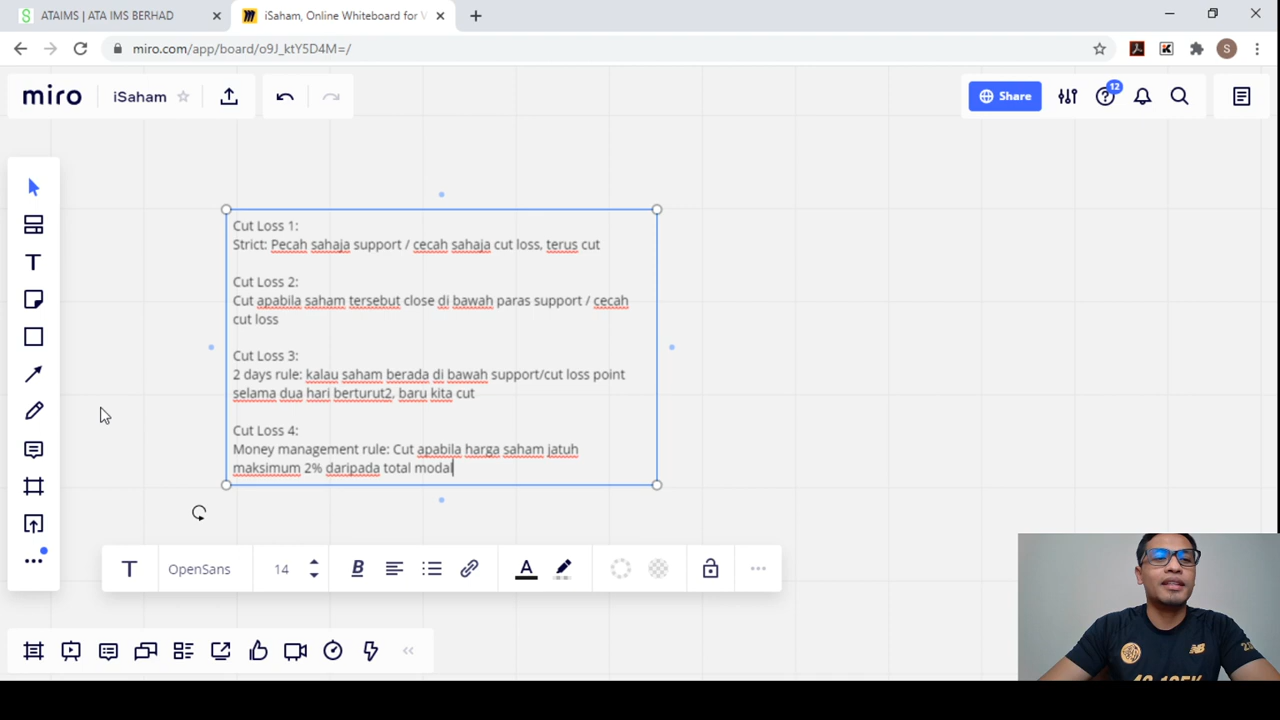 ATAIMS | ATA IMS BERHAD
iSaham, Online Whiteboard for V
miro.com/app/board/o9J_ktY5D4M=/
S
miro
iSaham
Share
12
Cut Loss 1:
Strict: Pecah sahaja support / cecah sahaja cut loss, terus cut
Cut Loss 2:
Cut apabila saham tersebut close di bawah paras support / cecah
cut loss
Cut Loss 3:
2 days rule: kalau saham berada di bawah support/cut loss point
selama dua hari berturut2, baru kita cut
Cut Loss 4:
Money management rule: Cut apabila harga saham jatuh
maksimum 2% daripada total modal
OpenSans
14
NB